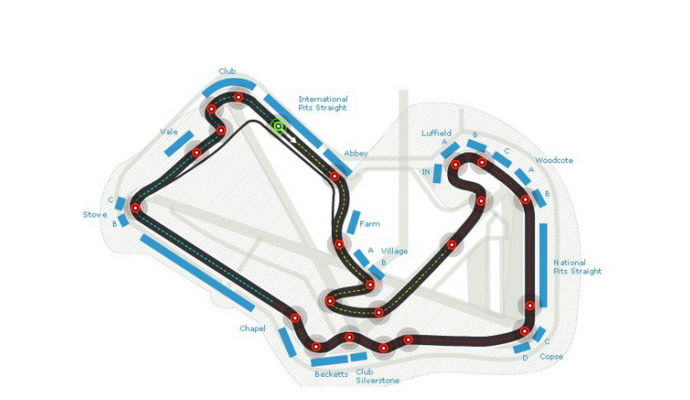 Club
International
Pits Straight
Vale
Abbey
Luffield
A
B
C
Woodcote
A
B
IN
C
Stowe
B
Farm
A
Village
B
National
Pits Straight
Chapel
Becketts
Club
Silverstone
C
D
Copse